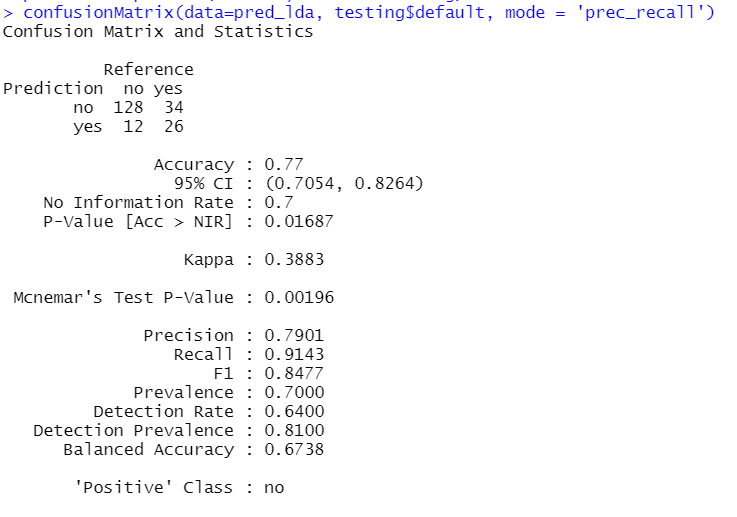 > confusionMatrix(data=pred_lda, testing$default, mode = 'prec_recall')
Confusion Matrix and Statistics
Reference
Prediction no yes
no 128 34
yes 12 26
Accuracy : 0.77
95% CI : (0.7054, 0.8264)
No Information Rate : 0.7
P-Value [Acc > NIR] : 0.01687
Kappa : 0.3883
Mcnemar's Test P-Value : 0.00196
Precision : 0.7901
Recall : 0.9143
F1 : 0.8477
Prevalence : 0.7000
Detection Rate : 0.6400
Detection Prevalence : 0.8100
Balanced Accuracy : 0.6738
'Positive' Class : no